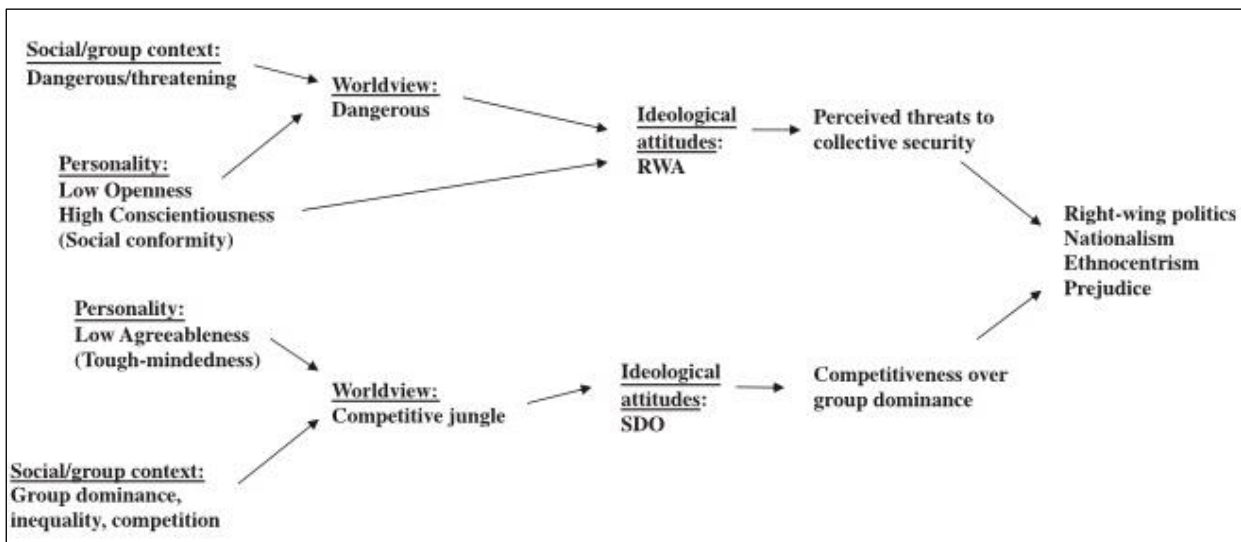 Social/group context:
Dangerous/threatening
Worldview:
Dangerous
Personality:
Low Openness
High Conscientiousness
(Social conformity)
Ideological
attitudes:
RWA
Perceived threats to
collective security
Right-wing politics
Nationalism
Ethnocentrism
Prejudice
Personality:
Low Agreeableness
(Tough-mindedness)
Worldview:
Competitive jungle
Ideological
attitudes:
SDO
Competitiveness over
group dominance
Social/group context:
Group dominance,
inequality, competition